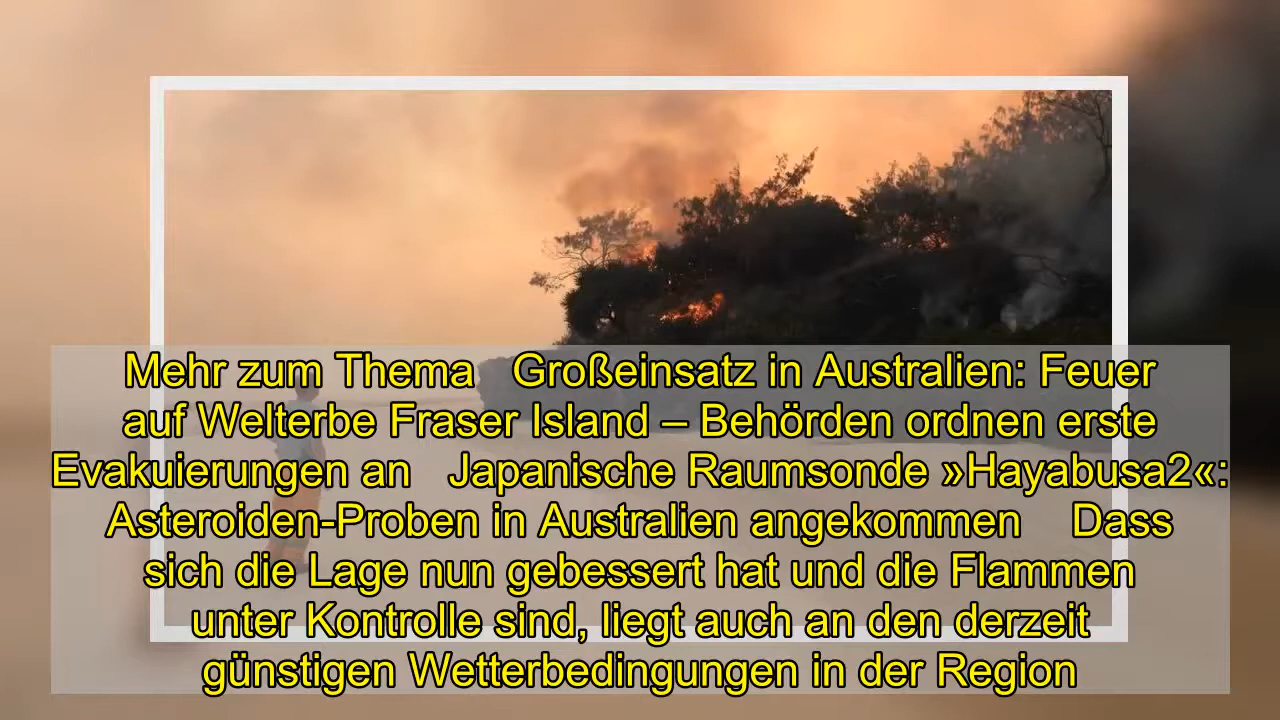 Mehr zum Thema   Großeinsatz in Australien: Feuer
auf Welterbe Fraser Island – Behörden ordnen erste
Evakuierungen an   Japanische Raumsonde »Hayabusa2«:
Asteroiden-Proben in Australien angekommen    Dass
sich die Lage nun gebessert hat und die Flammen
unter Kontrolle sind, liegt auch an den derzeit
günstigen Wetterbedingungen in der Region